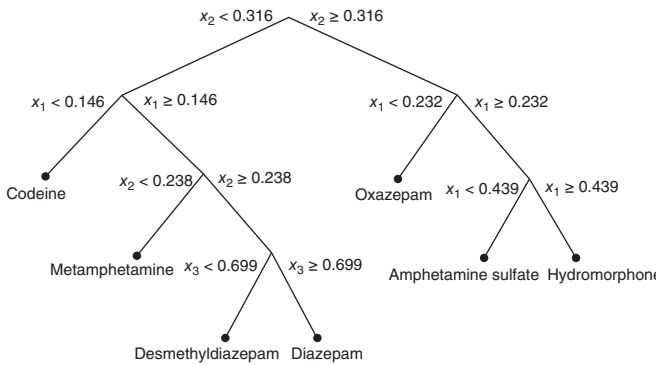 x₂ < 0.316 x₂ ≥ 0.316
x₁ < 0.146 x₁ ≥ 0.146 x₁ < 0.232 x₁ ≥ 0.232
Codeine x₂ < 0.238 x₂ ≥ 0.238 Oxazepam x₁ < 0.439 x₁ ≥ 0.439
Metamphetamine x₃ < 0.699 x₃ ≥ 0.699 Amphetamine sulfate Hydromorphone
Desmethyldiazepam Diazepam